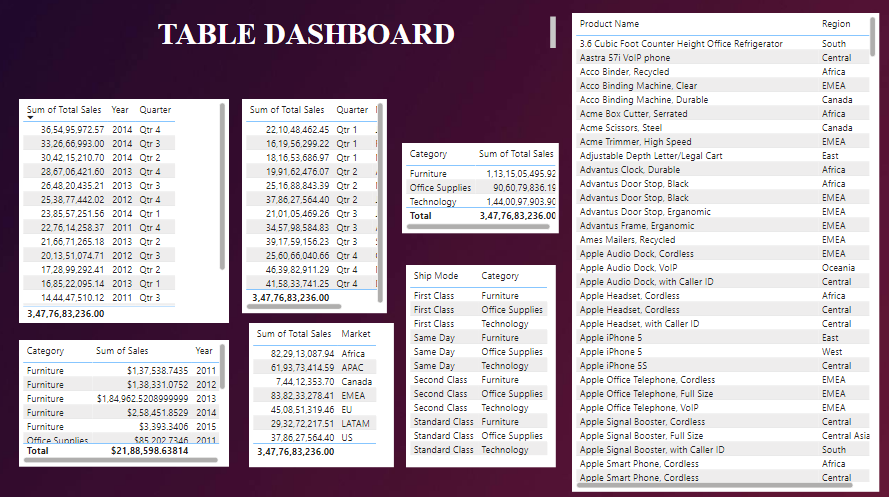 TABLE DASHBOARD
Sum of Total Sales Year Quarter
36,54,95,972.57 2014 Qtr 4
33,26,66,993.00 2014 Qtr 3
30,42,15,210.70 2014 Qtr 2
28,67,06,421.60 2013 Qtr 4
26,48,20,435.21 2013 Qtr 3
25,38,77,442.02 2012 Qtr 4
23,85,57,251.56 2014 Qtr 1
22,76,14,258.37 2011 Qtr 4
21,66,71,265.18 2013 Qtr 2
20,13,51,074.71 2012 Qtr 3
17,28,99,292.41 2012 Qtr 2
16,85,22,095.14 2013 Qtr 1
14,44,47,510.12 2011 Qtr 3
3,47,76,83,236.00
Sum of Total Sales Quarter
22,10,48,462.45 Qtr 1
16,19,56,299.22 Qtr 1
18,16,53,686.97 Qtr 1
19,91,62,476.07 Qtr 2
25,16,88,843.39 Qtr 2
37,86,27,564.40 Qtr 2
21,01,05,469.26 Qtr 3
34,57,98,584.83 Qtr 3
39,17,59,156.23 Qtr 3
25,60,66,040.66 Qtr 4
46,39,82,911.29 Qtr 4
41,58,33,741.25 Qtr 4
3,47,76,83,236.00
Category Sum of Total Sales
Furniture 1,13,15,05,495.92
Office Supplies 90,60,79,836.19
Technology 1,44,00,97,903.90
Total 3,47,76,83,236.00
Category Sum of Sales Year
Furniture $1,37,538.7435 2011
Furniture $1,38,331.0752 2012
Furniture $1,84,962.5208999999 2013
Furniture $2,58,451.8529 2014
Furniture $3,393.3406 2015
Office Supplies $85,202.7346 2011
Total $21,88,598.63814
Sum of Total Sales Market
82,29,13,087.94 Africa
61,93,73,414.59 APAC
7,44,12,353.70 Canada
83,82,33,278.41 EMEA
45,08,51,319.46 EU
29,32,72,217.51 LATAM
37,86,27,564.40 US
3,47,76,83,236.00
Ship Mode Category
First Class Furniture
First Class Office Supplies
First Class Technology
Same Day Furniture
Same Day Office Supplies
Same Day Technology
Second Class Furniture
Second Class Office Supplies
Second Class Technology
Standard Class Furniture
Standard Class Office Supplies
Standard Class Technology
Product Name Region
3.6 Cubic Foot Counter Height Office Refrigerator South
Aastra 57i VoIP phone Central
Acco Binder, Recycled Africa
Acco Binding Machine, Clear EMEA
Acco Binding Machine, Durable Canada
Acme Box Cutter, Serrated Africa
Acme Scissors, Steel Canada
Acme Trimmer, High Speed EMEA
Adjustable Depth Letter/Legal Cart East
Advantus Clock, Durable Africa
Advantus Door Stop, Black Africa
Advantus Door Stop, Black EMEA
Advantus Door Stop, Erganomic EMEA
Advantus Frame, Erganomic EMEA
Ames Mailers, Recycled EMEA
Apple Audio Dock, Cordless EMEA
Apple Audio Dock, VoIP Oceania
Apple Audio Dock, with Caller ID Central
Apple Headset, Cordless Africa
Apple Headset, Cordless Central
Apple Headset, with Caller ID Central
Apple iPhone 5 East
Apple iPhone 5 West
Apple iPhone 5S Central
Apple Office Telephone, Cordless EMEA
Apple Office Telephone, Full Size EMEA
Apple Office Telephone, VoIP EMEA
Apple Signal Booster, Cordless Central
Apple Signal Booster, Full Size Central Asia
Apple Signal Booster, with Caller ID South
Apple Smart Phone, Cordless Africa
Apple Smart Phone, Cordless Central